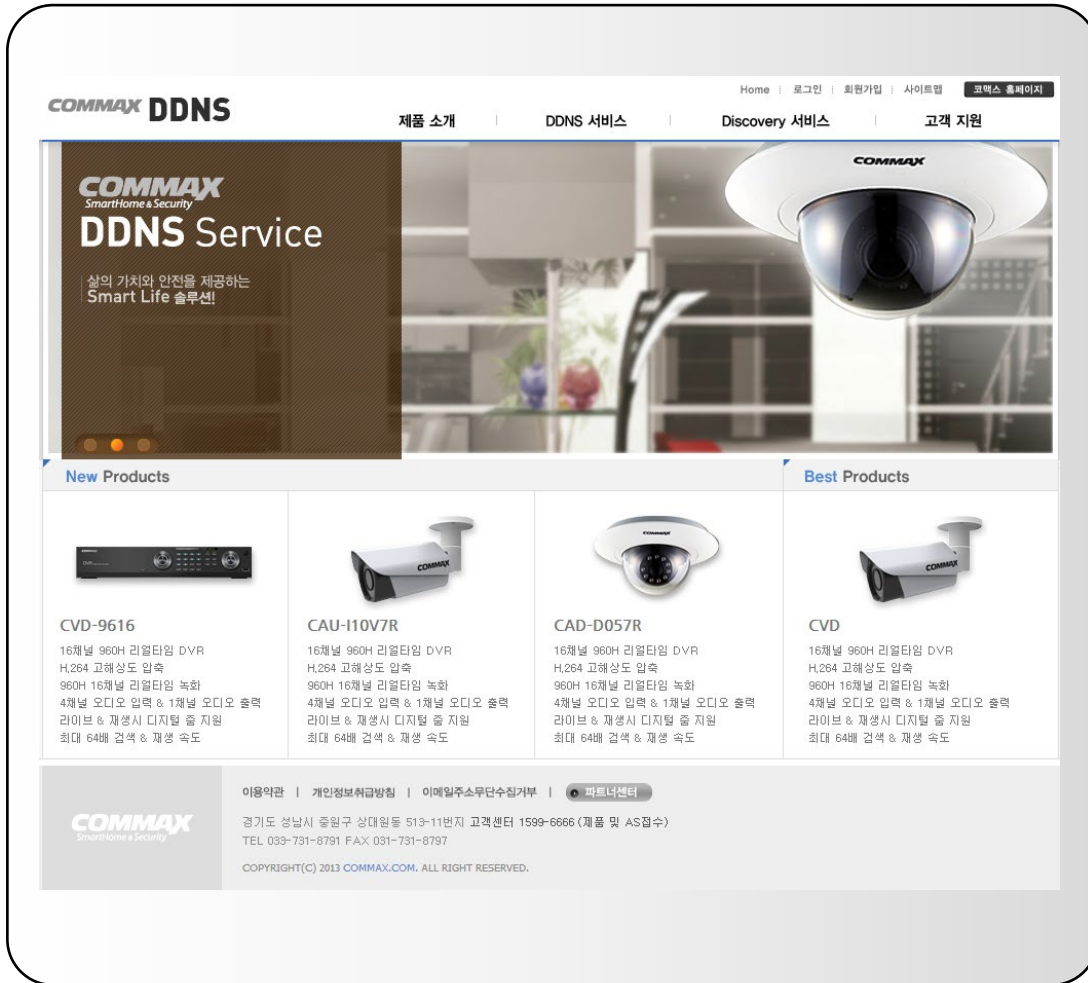 COMMAX DDNS
Home | 로그인 | 회원가입 | 사이트맵 코맥스 홈페이지
제품 소개 | DDNS 서비스 | Discovery 서비스 | 고객 지원
COMMAX
SmartHome & Security
DDNS Service
삶의 가치와 안전을 제공하는
Smart Life 솔루션!
COMMAX
New Products
Best Products
COMMAX
CVD-9616
16채널 960H 리얼타임 DVR
H.264 고해상도 압축
960H 16채널 리얼타임 녹화
4채널 오디오 입력 & 1채널 오디오 출력
라이브 & 재생시 디지털 줌 지원
최대 64배 검색 & 재생 속도
COMMAX
CAU-I10V7R
16채널 960H 리얼타임 DVR
H.264 고해상도 압축
960H 16채널 리얼타임 녹화
4채널 오디오 입력 & 1채널 오디오 출력
라이브 & 재생시 디지털 줌 지원
최대 64배 검색 & 재생 속도
COMMAX
CAD-D057R
16채널 960H 리얼타임 DVR
H.264 고해상도 압축
960H 16채널 리얼타임 녹화
4채널 오디오 입력 & 1채널 오디오 출력
라이브 & 재생시 디지털 줌 지원
최대 64배 검색 & 재생 속도
COMMAX
CVD
16채널 960H 리얼타임 DVR
H.264 고해상도 압축
960H 16채널 리얼타임 녹화
4채널 오디오 입력 & 1채널 오디오 출력
라이브 & 재생시 디지털 줌 지원
최대 64배 검색 & 재생 속도
COMMAX
SmartHome & Security
이용약관 | 개인정보취급방침 | 이메일주소무단수집거부 | 파트너센터
경기도 성남시 중원구 상대원동 513-11번지 고객센터 1599-6666 (제품 및 AS접수)
TEL 039-731-8791 FAX 031-731-8797
COPYRIGHT(C) 2013 COMMAX.COM. ALL RIGHT RESERVED.